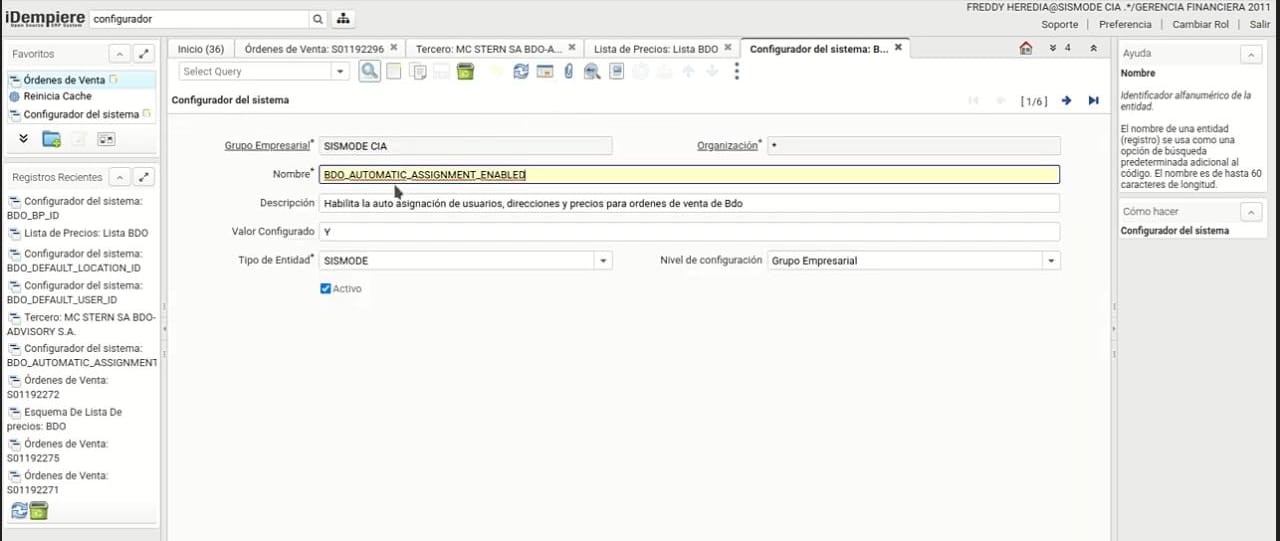 iDempiere
Open Source ERP System
configurador
FREDDY HEREDIA@SISMODE CIA .*/GERENCIA FINANCIERA 2011
Soporte | Preferencia | Cambiar Rol | Salir
Favoritos
Órdenes de Venta
Reinicia Cache
Configurador del sistema
Registros Recientes
Configurador del sistema:
BDO_BP_ID
Lista de Precios: Lista BDO
Configurador del sistema:
BDO_DEFAULT_LOCATION_ID
Configurador del sistema:
BDO_DEFAULT_USER_ID
Tercero: MC STERN SA BDO-
ADVISORY S.A.
Configurador del sistema:
BDO_AUTOMATIC_ASSIGNMENT
Órdenes de Venta:
S01192272
Esquema De Lista De
precios: BDO
Órdenes de Venta:
S01192275
Órdenes de Venta:
S01192271
Inicio (36)
Órdenes de Venta: S01192296
Tercero: MC STERN SA BDO-A...
Lista de Precios: Lista BDO
Configurador del sistema: B...
4
Select Query
Configurador del sistema
[ 1/6 ]
Grupo Empresarial* SISMODE CIA
Organización* *
Nombre* BDO_AUTOMATIC_ASSIGNMENT_ENABLED
Descripción Habilita la auto asignación de usuarios, direcciones y precios para ordenes de venta de Bdo
Valor Configurado Y
Tipo de Entidad* SISMODE
Nivel de configuración Grupo Empresarial
Activo
Ayuda
Nombre
Identificador alfanumérico de la
entidad.
El nombre de una entidad
(registro) se usa como una
opción de búsqueda
predeterminada adicional al
código. El nombre es de hasta 60
caracteres de longitud.
Cómo hacer
Configurador del sistema